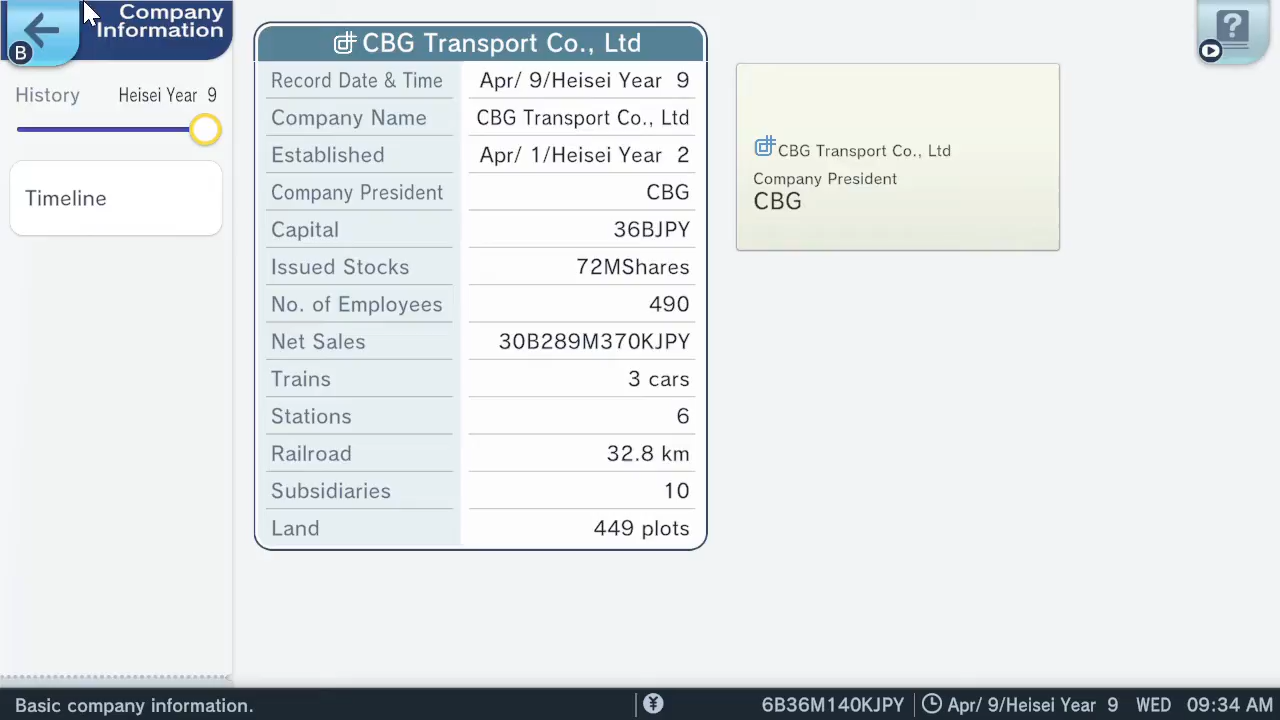 Company
Information
B
History Heisei Year 9
Timeline
CBG Transport Co., Ltd
Record Date & Time Apr/ 9/Heisei Year 9
Company Name CBG Transport Co., Ltd
Established Apr/ 1/Heisei Year 2
Company President CBG
Capital 36BJPY
Issued Stocks 72MShares
No. of Employees 490
Net Sales 30B289M370KJPY
Trains 3 cars
Stations 6
Railroad 32.8 km
Subsidiaries 10
Land 449 plots
CBG Transport Co., Ltd
Company President
CBG
?
Basic company information.
¥ 6B36M140KJPY Apr/ 9/Heisei Year 9 WED 09:34 AM